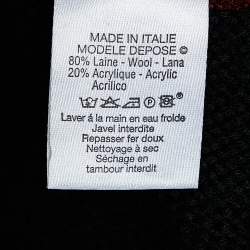 MADE IN ITALIE
MODELE DEPOSE ©
80% Laine - Wool - Lana
20% Acrylique - Acrylic
Acrilico
Laver à la main en eau froide
Javel interdite
Repasser fer doux
Nettoyage à sec
Séchage en
tambour interdit